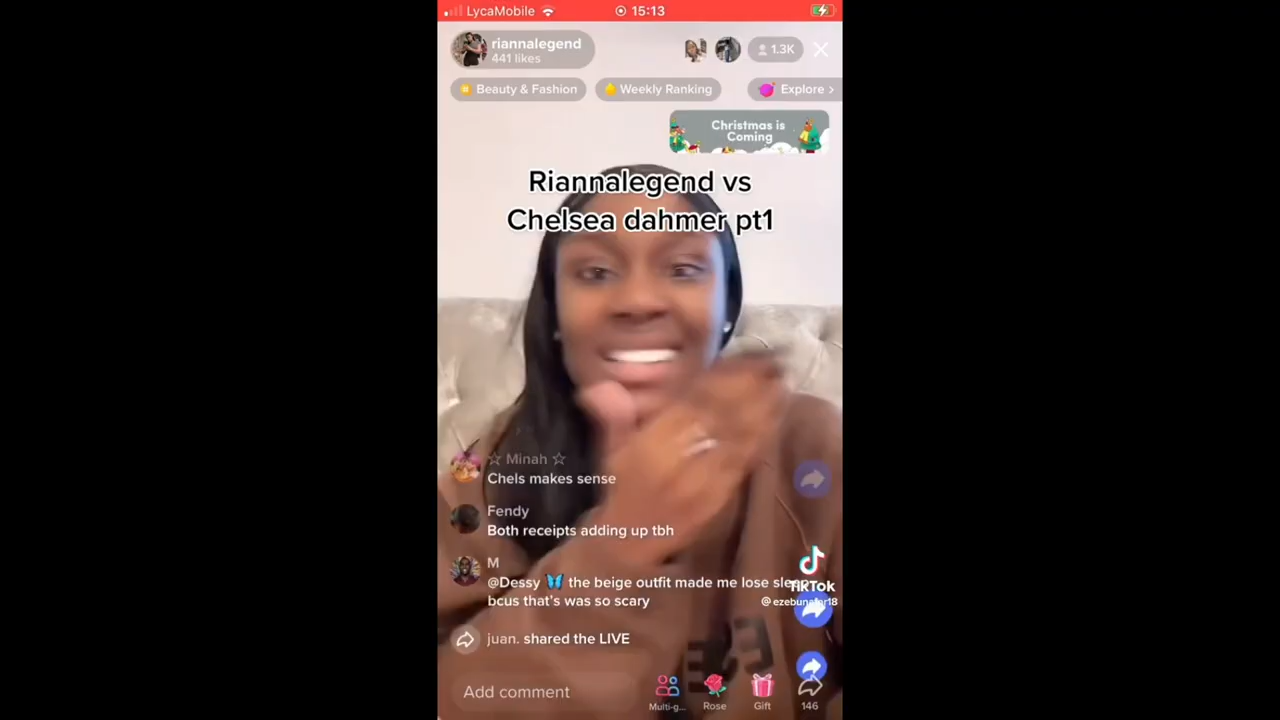 LycaMobile
15:13
riannalegend
441 likes
1.3K
Beauty & Fashion
Weekly Ranking
Explore >
Christmas is
Coming
Riannalegend vs
Chelsea dahmer pt1
☆ Minah ☆
Chels makes sense
Fendy
Both receipts adding up tbh
M
@Dessy 🦋 the beige outfit made me lose sleep
bcus that's was so scary
TikTok
juan. shared the LIVE
Add comment
Multi-g...
Rose
Gift
146